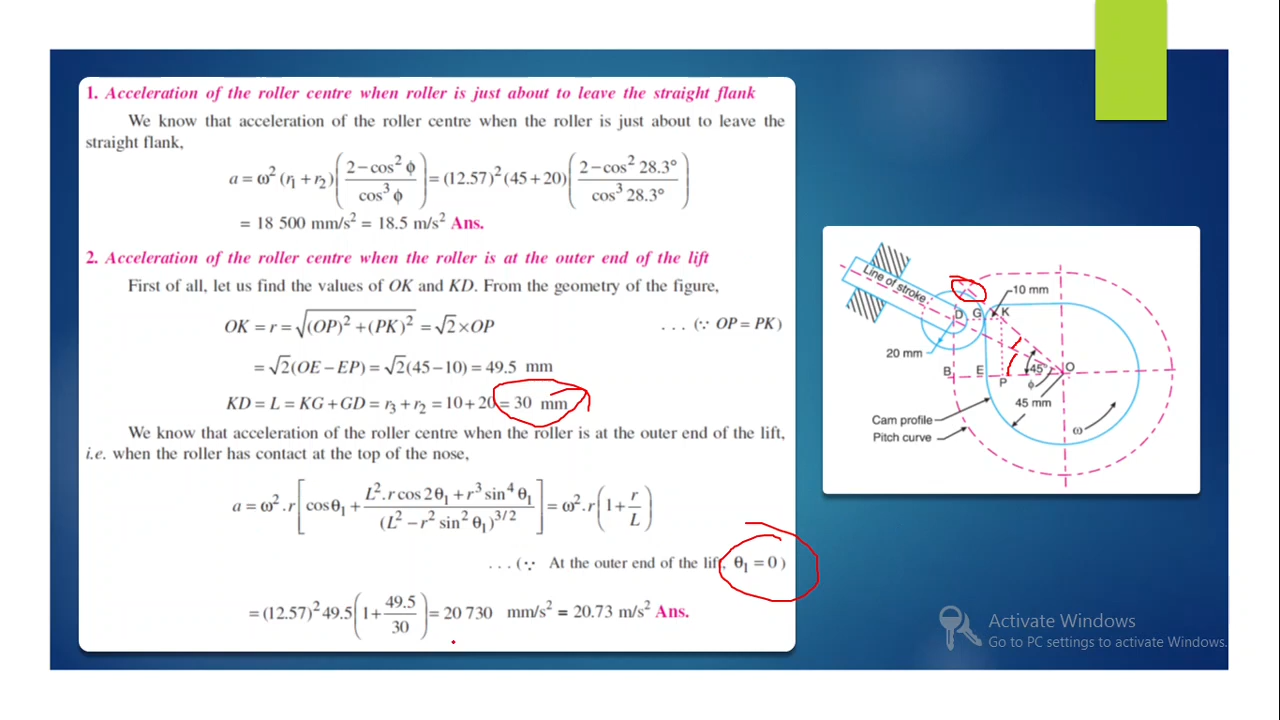 1. Acceleration of the roller centre when roller is just about to leave the straight flank
We know that acceleration of the roller centre when the roller is just about to leave the
straight flank,
a = ω² (r₁ + r₂) ( (2 − cos² ϕ) / (cos³ ϕ) ) = (12.57)² (45 + 20) ( (2 − cos² 28.3°) / (cos³ 28.3°) )
= 18 500 mm/s² = 18.5 m/s² Ans.
2. Acceleration of the roller centre when the roller is at the outer end of the lift
First of all, let us find the values of OK and KD. From the geometry of the figure,
OK = r = √((OP)² + (PK)²) = √2 × OP . . . (∵ OP = PK)
= √2 (OE − EP) = √2 (45 − 10) = 49.5 mm
KD = L = KG + GD = r₃ + r₂ = 10 + 20 = 30 mm
We know that acceleration of the roller centre when the roller is at the outer end of the lift,
i.e. when the roller has contact at the top of the nose,
a = ω² . r [ cos θ₁ + (L² . r cos 2θ₁ + r³ sin⁴ θ₁) / (L² − r² sin² θ₁)^3/2 ] = ω² . r ( 1 + r/L )
. . . (∵ At the outer end of the lift, θ₁ = 0)
= (12.57)² 49.5 ( 1 + 49.5/30 ) = 20 730 mm/s² = 20.73 m/s² Ans.
Line of stroke
10 mm
D G K
20 mm
B E P 45° O
ϕ
45 mm
Cam profile
Pitch curve
ω
Activate Windows
Go to PC settings to activate Windows.